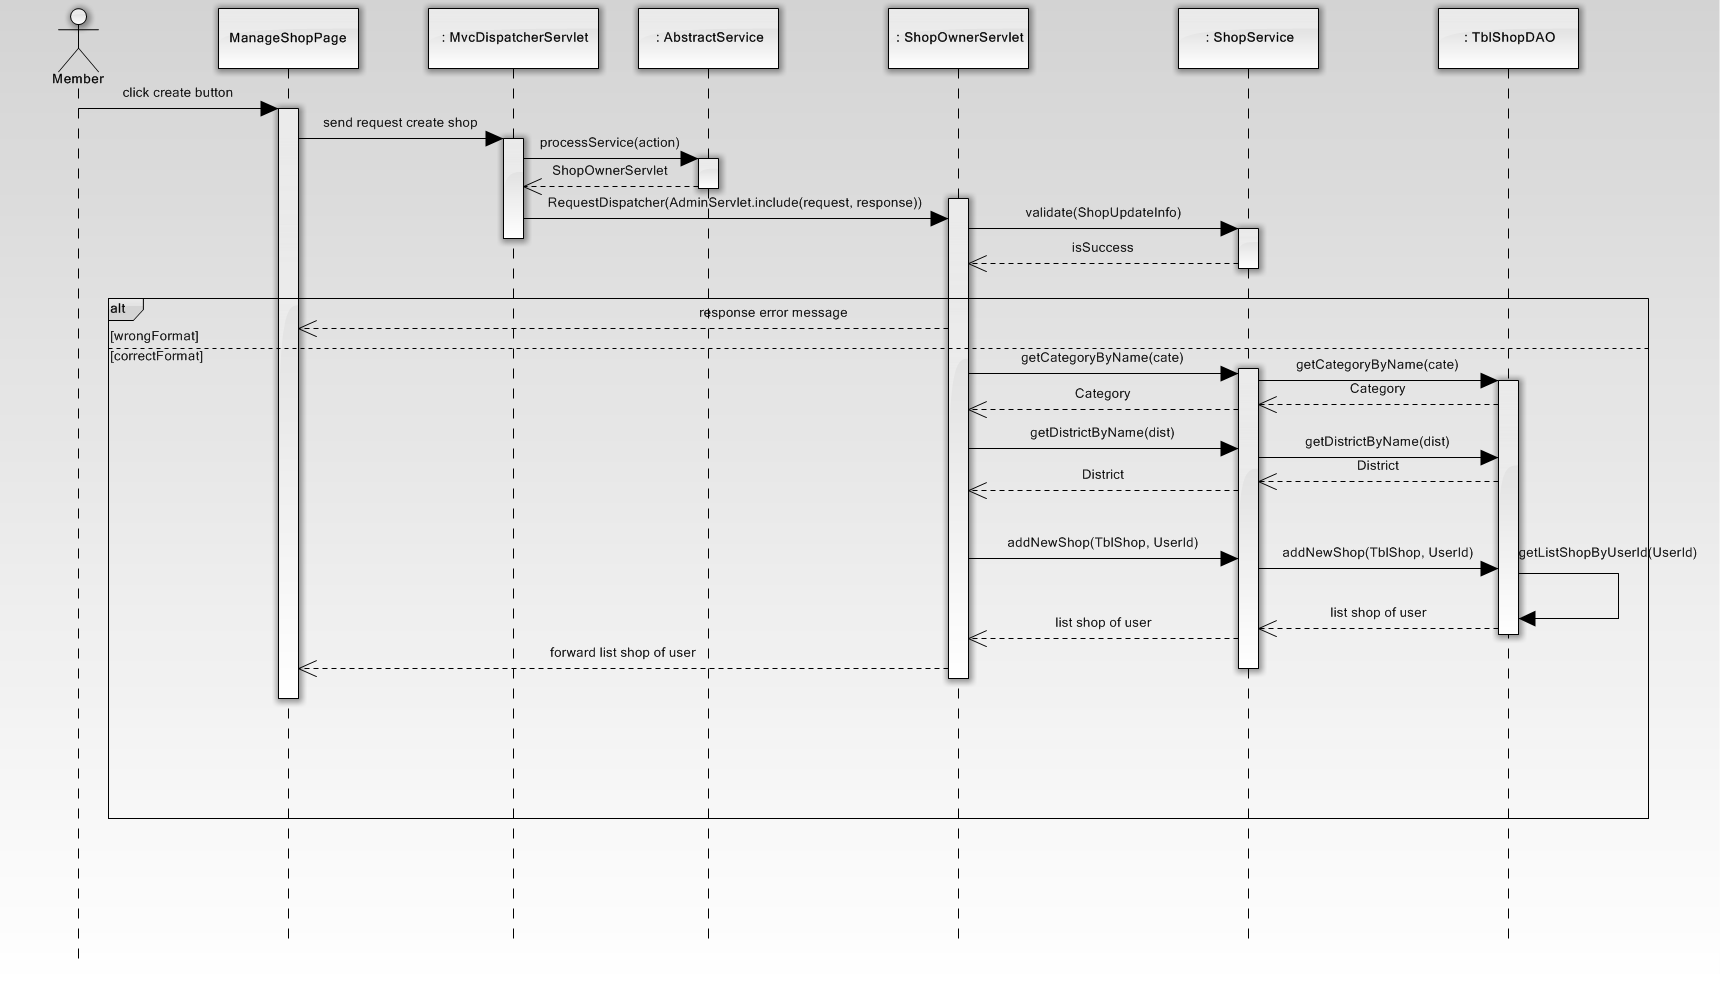 Member
ManageShopPage
: MvcDispatcherServlet
: AbstractService
: ShopOwnerServlet
: ShopService
: TblShopDAO
click create button
send request create shop
processService(action)
ShopOwnerServlet
RequestDispatcher(AdminServlet.include(request, response))
validate(ShopUpdateInfo)
isSuccess
alt
response error message
[wrongFormat]
[correctFormat]
getCategoryByName(cate)
getCategoryByName(cate)
Category
Category
getDistrictByName(dist)
getDistrictByName(dist)
District
District
addNewShop(TblShop, UserId)
addNewShop(TblShop, UserId)
getListShopByUserId(UserId)
list shop of user
list shop of user
forward list shop of user